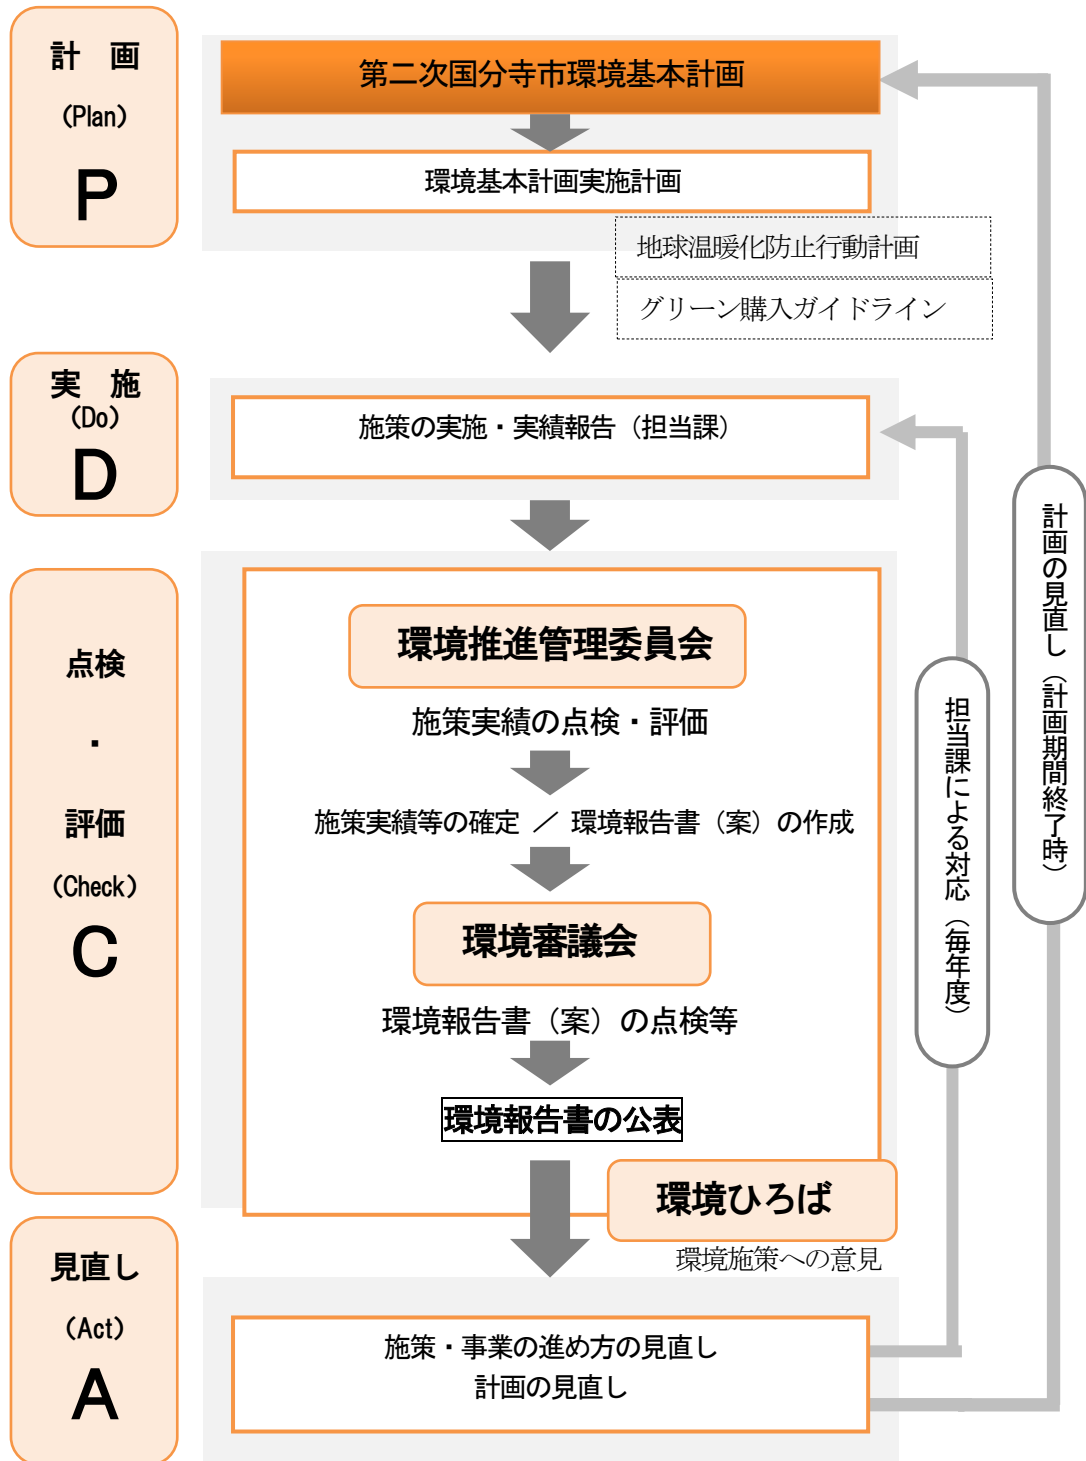 計　画
（Plan）
P
第二次国分寺市環境基本計画
環境基本計画実施計画
地球温暖化防止行動計画
グリーン購入ガイドライン
実　施
（Do）
D
施策の実施・実績報告（担当課）
点検
・
評価
（Check）
C
環境推進管理委員会
施策実績の点検・評価
施策実績等の確定　／　環境報告書（案）の作成
環境審議会
環境報告書（案）の点検等
環境報告書の公表
環境ひろば
環境施策への意見
見直し
（Act）
A
施策・事業の進め方の見直し
計画の見直し
担当課による対応（毎年度）
計画の見直し（計画期間終了時）